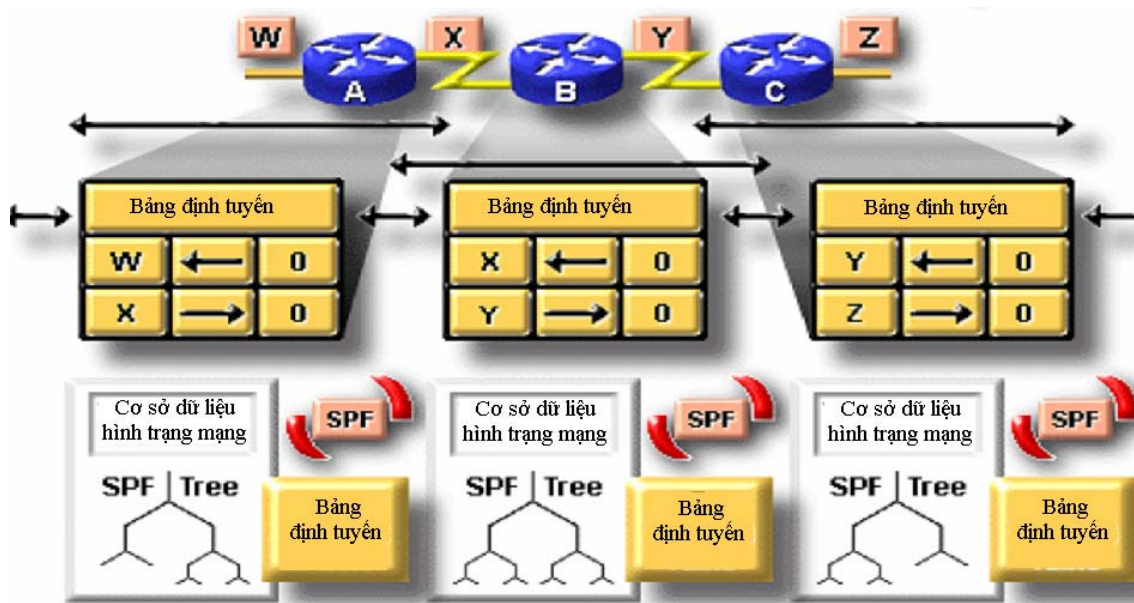 W X Y Z
A B C
Bảng định tuyến Bảng định tuyến Bảng định tuyến
W 0 X 0 Y 0
X 0 Y 0 Z 0
Cơ sở dữ liệu
hình trạng mạng
SPF
SPF Tree
Bảng
định tuyến
Cơ sở dữ liệu
hình trạng mạng
SPF
SPF Tree
Bảng
định tuyến
Cơ sở dữ liệu
hình trạng mạng
SPF
SPF Tree
Bảng
định tuyến